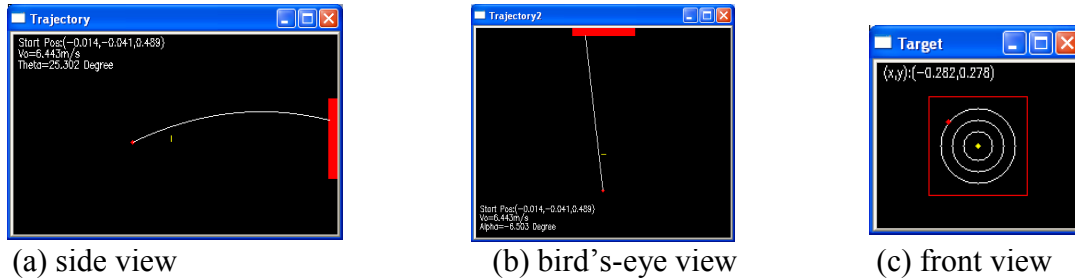 Trajectory
Start Pos:(-0.014,-0.041,0.489)
Vo=6.443m/s
Theta=25.302 Degree
(a) side view
Trajectory2
Start Pos:(-0.014,-0.041,0.489)
Vo=6.443m/s
Alpha=-6.503 Degree
(b) bird's-eye view
Target
(x,y):(-0.282,0.278)
(c) front view